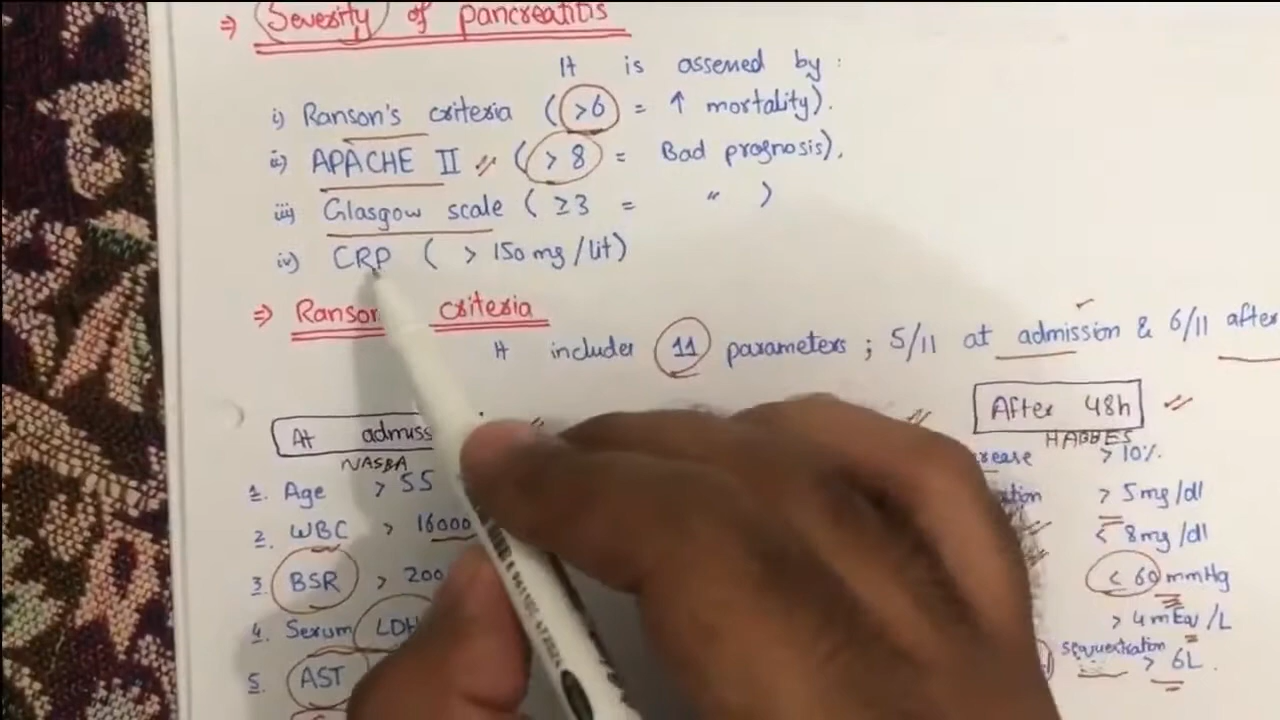 ⇒ Severity of pancreatitis
It is assessed by :
i) Ranson's criteria ( >6 = ↑ mortality).
ii) APACHE II ( > 8 = Bad prognosis),
iii) Glasgow scale ( ≥3 = " )
iv) CRP ( > 150 mg/lit)
⇒ Ranson criteria
It includes 11 parameters ; 5/11 at admission & 6/11 after
At admiss
NASBA
1. Age > 55
2. WBC > 16000
3. BSR > 200
4. Serum LDH
5. AST
After 48h
HABBES
rease >10%
> 5mg/dl
< 8mg/dl
< 60mmHg
> 4mEq/L
sequestration > 6L.